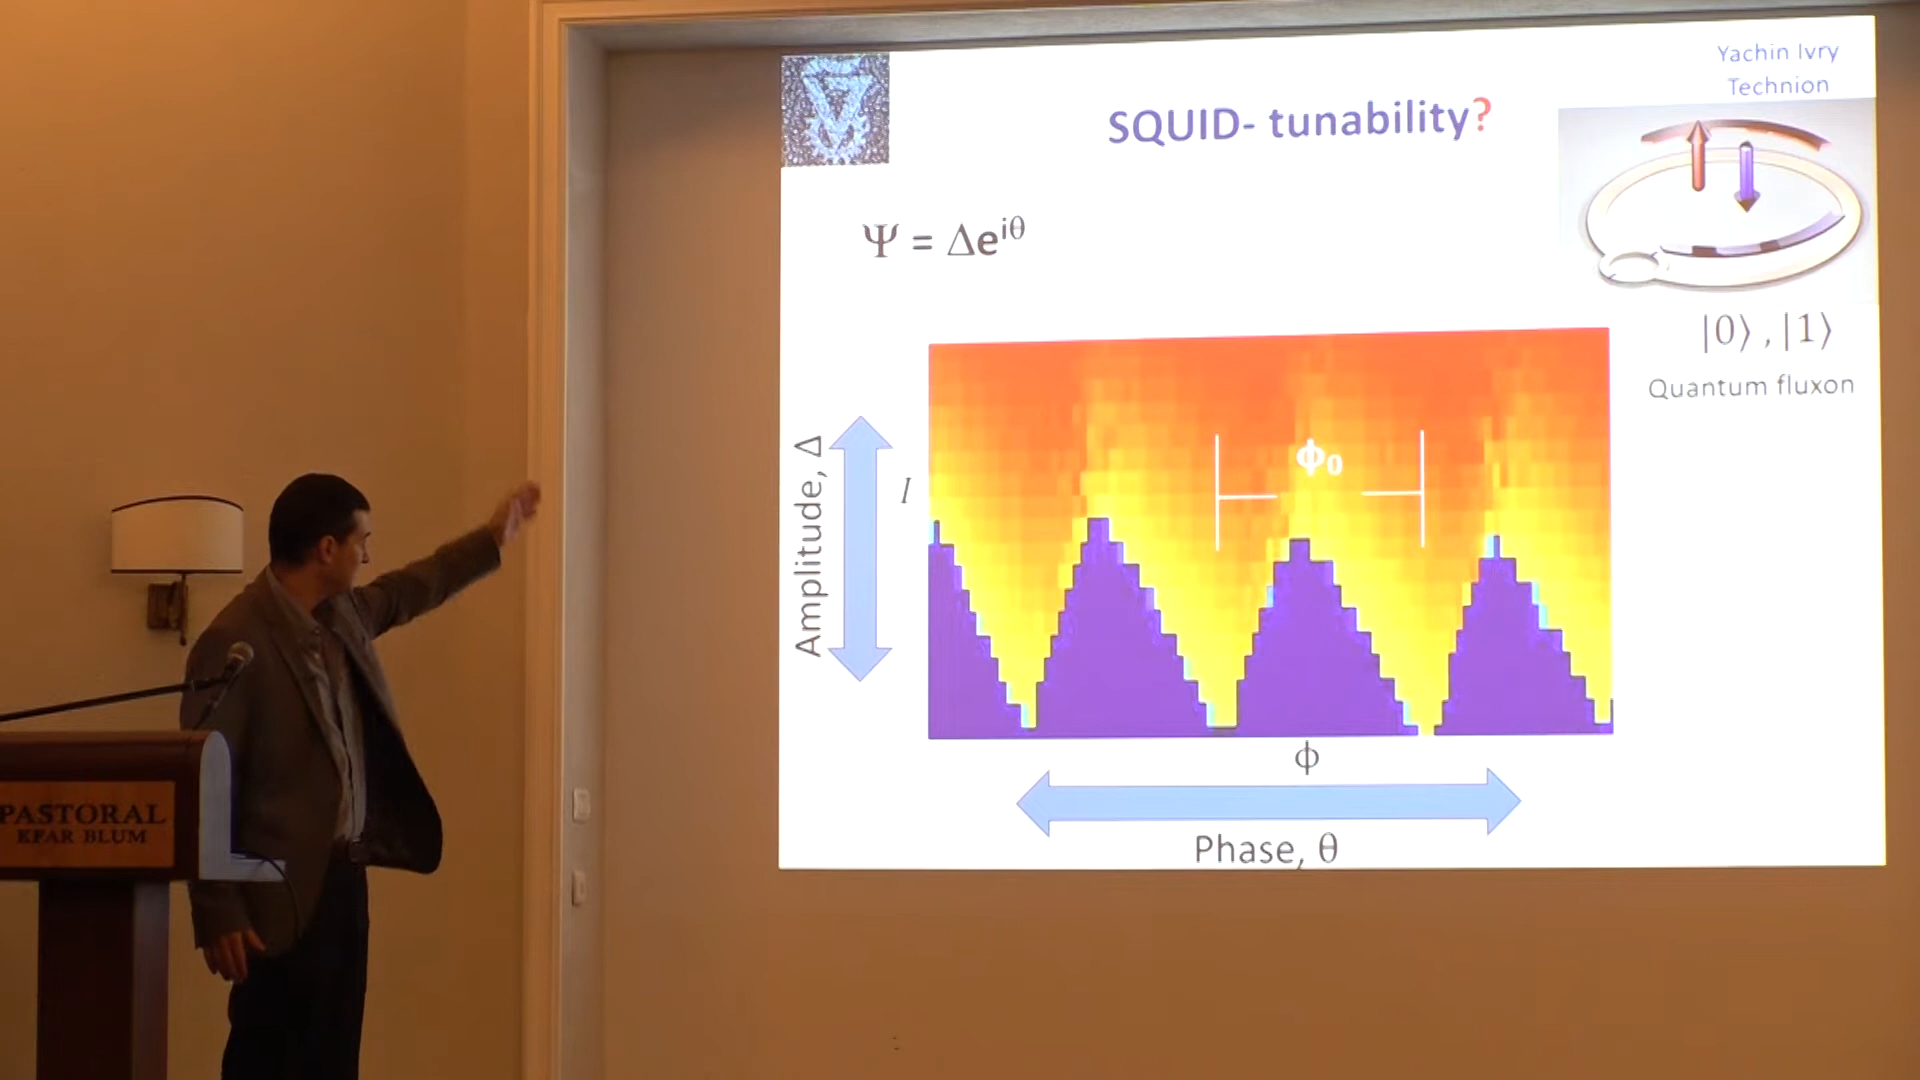 Yachin Ivry
Technion
SQUID- tunability?
Ψ = Δe^iθ
|0⟩ , |1⟩
Quantum fluxon
Amplitude, Δ
I
Φ₀
ϕ
Phase, θ
PASTORAL
KFAR BLUM